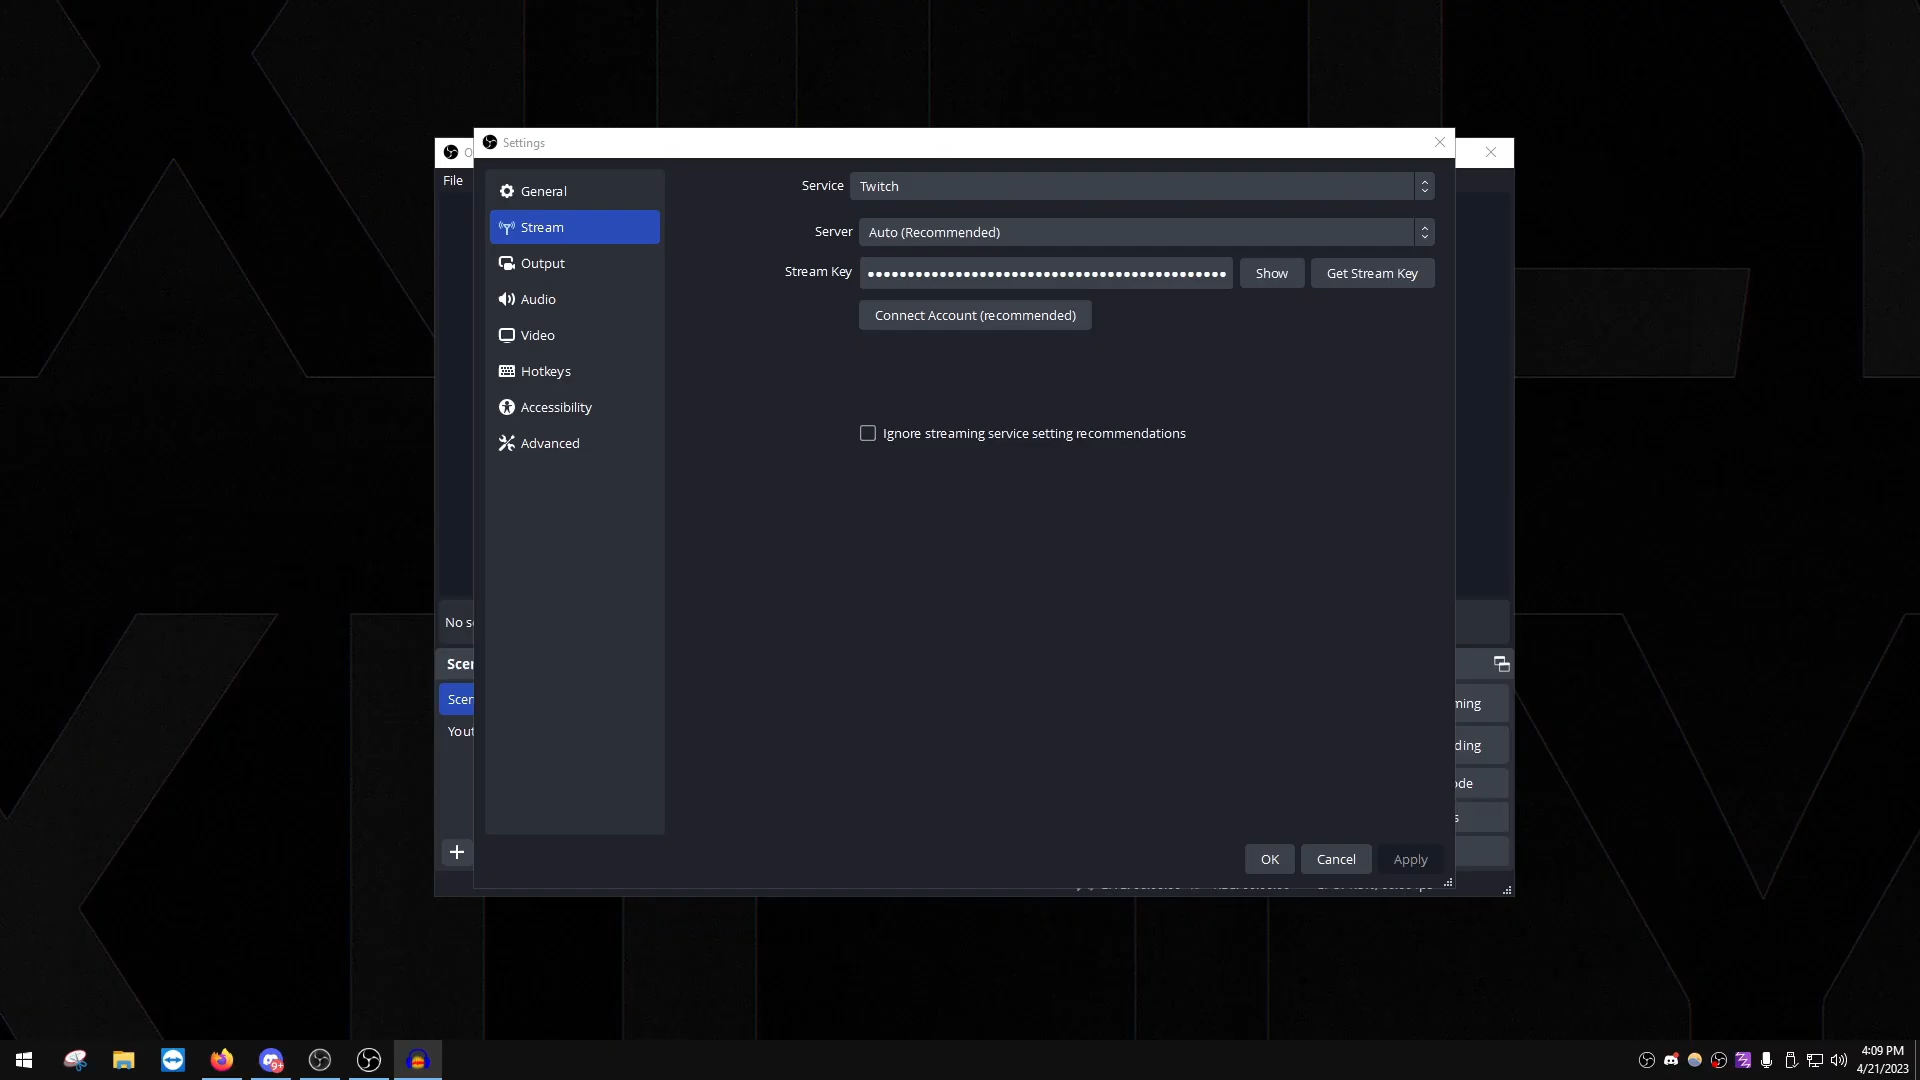 Settings
File
General
Stream
Output
Audio
Video
Hotkeys
Accessibility
Advanced
Service
Twitch
Server
Auto (Recommended)
Stream Key
Show
Get Stream Key
Connect Account (recommended)
Ignore streaming service setting recommendations
No s
Scen
Scen
Yout
ming
ding
ode
s
OK
Cancel
Apply
9+
4:09 PM
4/21/2023